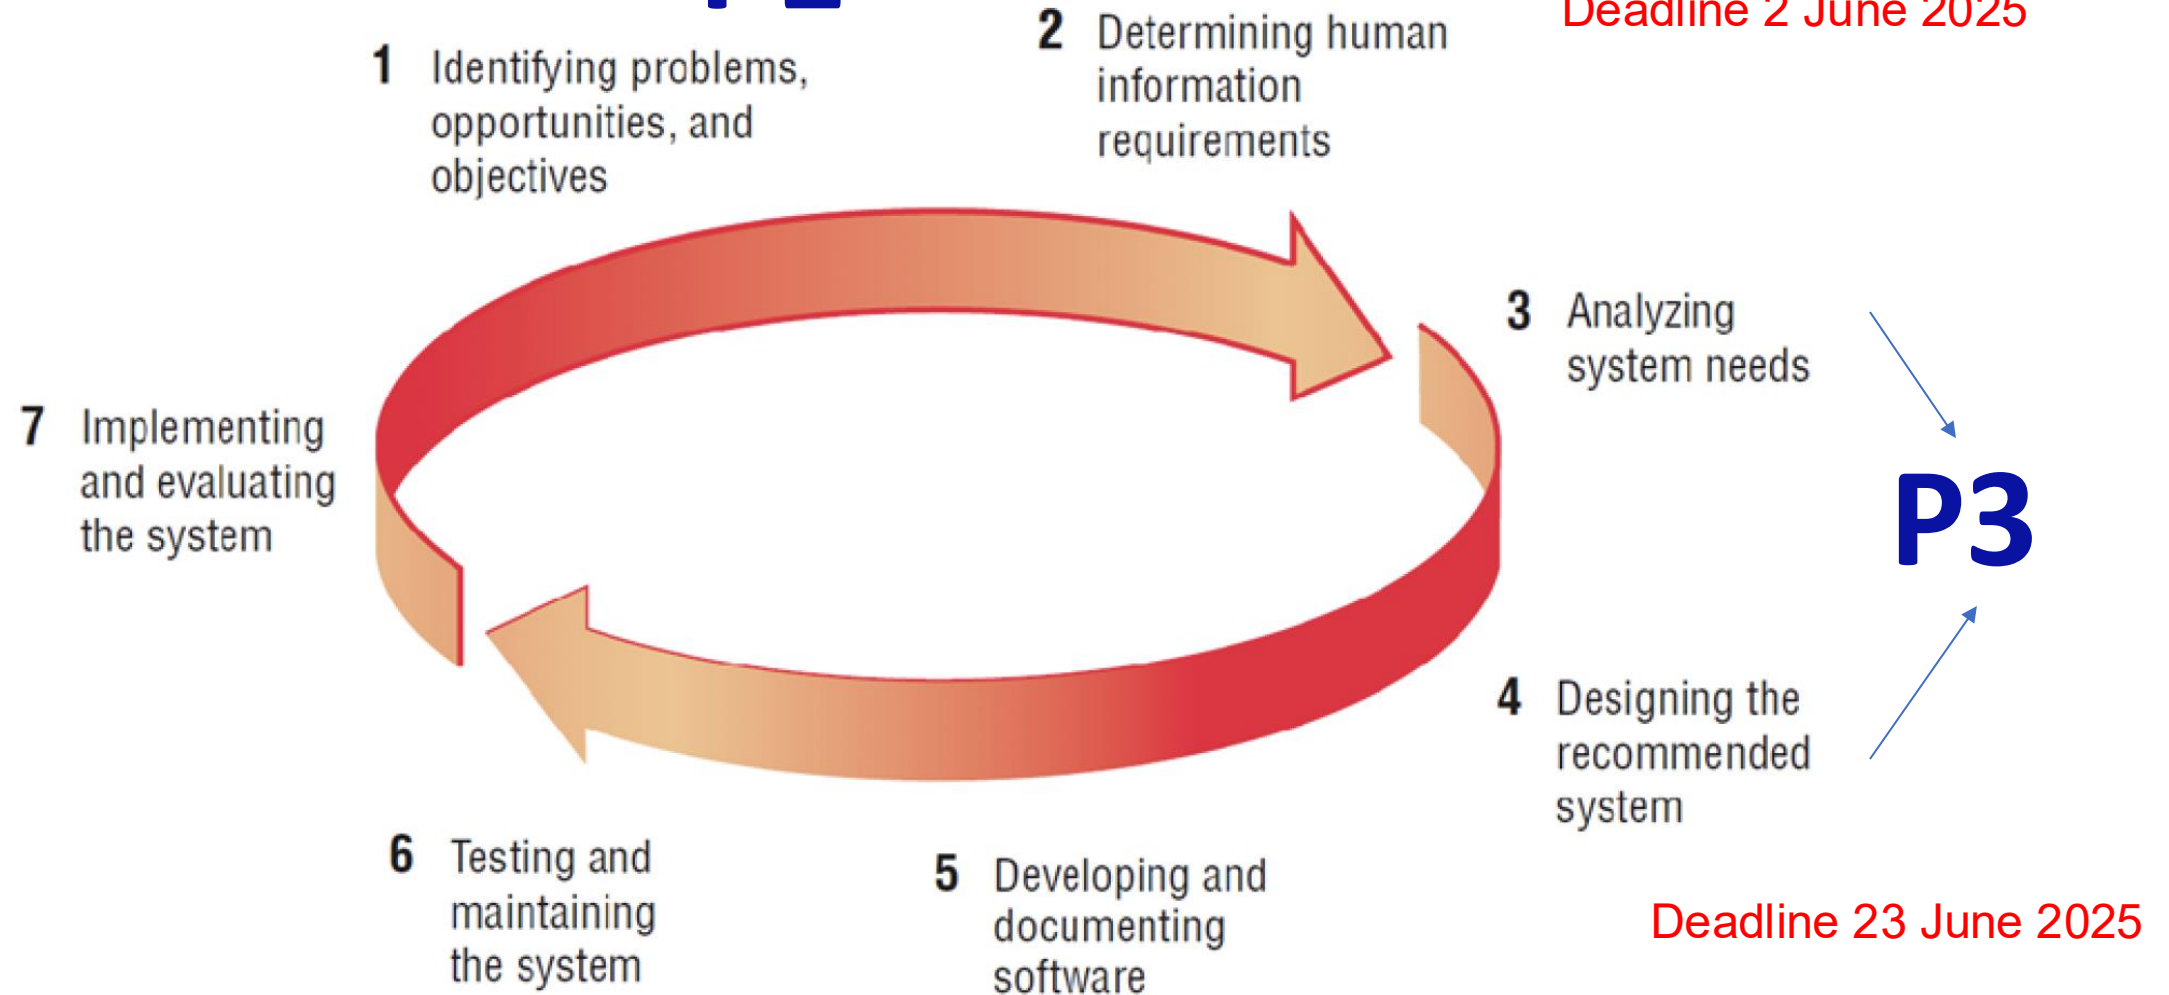 Deadline 2 June 2025
1 Identifying problems,
opportunities, and
objectives
2 Determining human
information
requirements
3 Analyzing
system needs
P3
4 Designing the
recommended
system
Deadline 23 June 2025
5 Developing and
documenting
software
6 Testing and
maintaining
the system
7 Implementing
and evaluating
the system